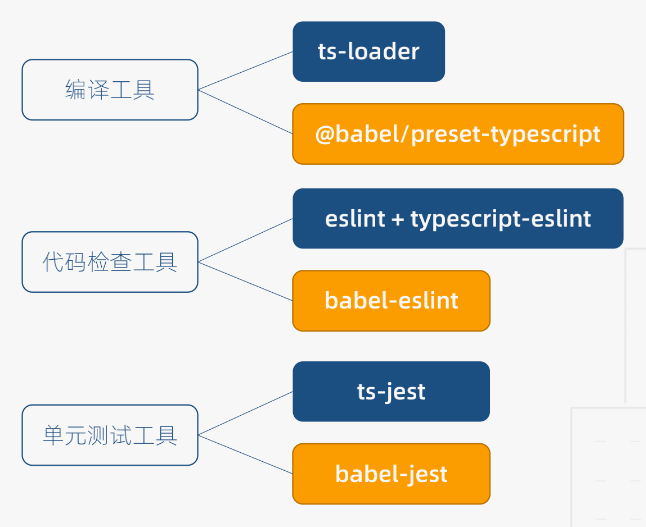 编译工具
ts-loader
@babel/preset-typescript
代码检查工具
eslint + typescript-eslint
babel-eslint
单元测试工具
ts-jest
babel-jest